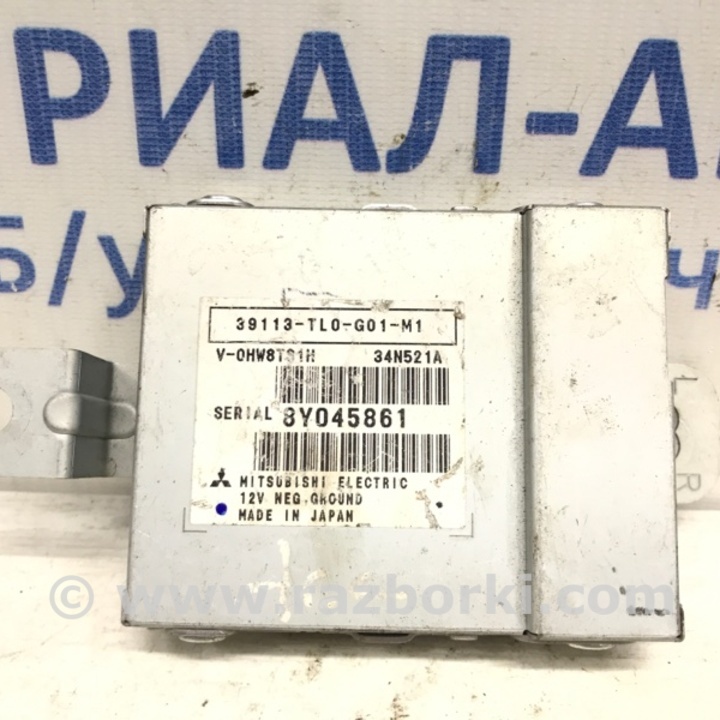 РИАЛ-А
Б/у
ч
39113-TL0-G01-M1
V-0HW8TS1H 34N521A
SERIAL 8Y045861
MITSUBISHI ELECTRIC
12V NEG.GROUND
MADE IN JAPAN
L
R
© www.razborki.com